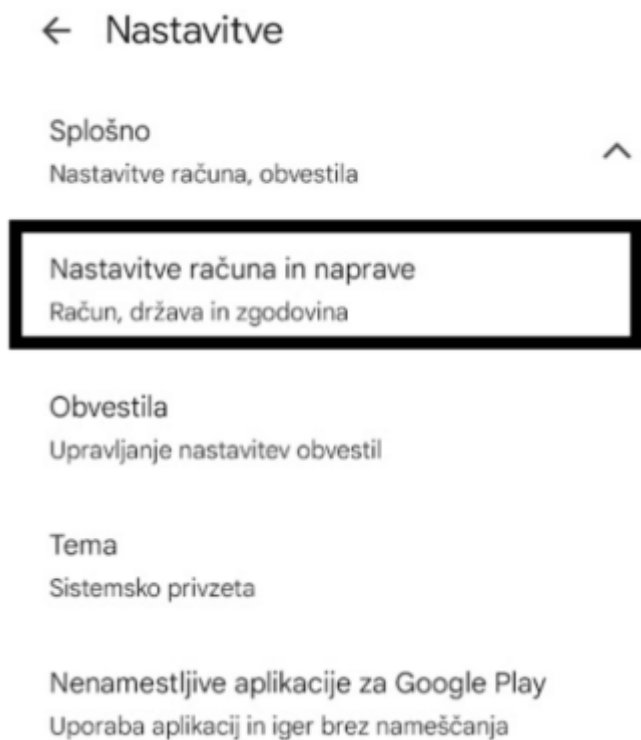 Nastavitve
Splošno
Nastavitve računa, obvestila
Nastavitve računa in naprave
Račun, država in zgodovina
Obvestila
Upravljanje nastavitev obvestil
Tema
Sistemsko privzeta
Nenamestljive aplikacije za Google Play
Uporaba aplikacij in iger brez nameščanja